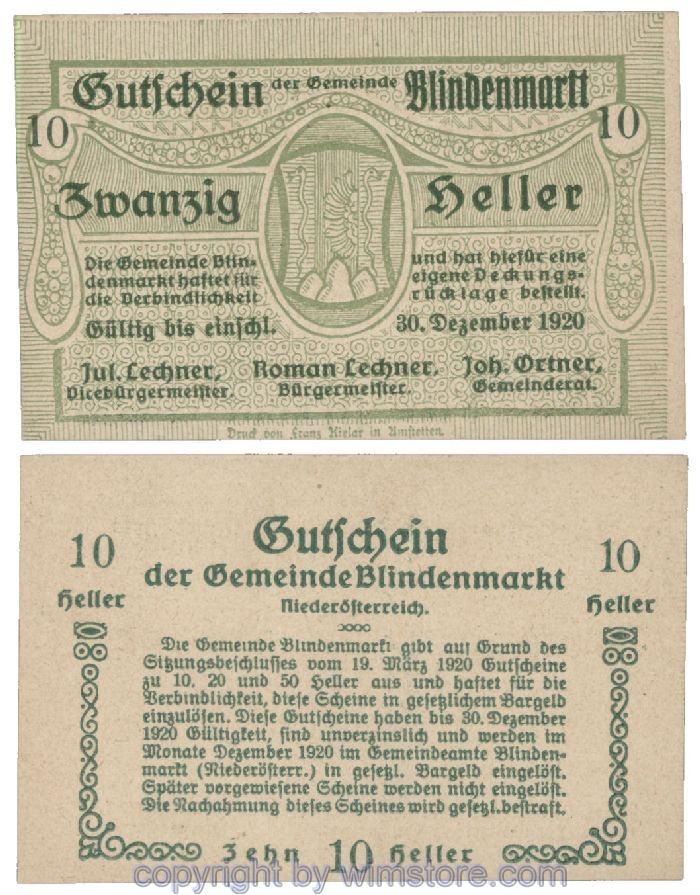 Gutschein der Gemeinde Blindenmartt
10 10
Zwanzig Heller
Die Gemeinde Blin-
denmarkt haftet für
die Verbindlichkeit
Gültig bis einschl.
und hat hiefür eine
eigene Deckungs-
rücklage bestellt.
30. Dezember 1920
Jul. Lechner, Roman Lechner, Joh. Ortner,
Vicebürgermeister. Bürgermeister. Gemeinderat.
Druck von Franz Kielar in Amstetten.
Gutschein
10 10
der Gemeinde Blindenmarkt
Heller Heller
Niederösterreich.
Die Gemeinde Blindenmarkt gibt auf Grund des
Sitzungsbeschlusses vom 19. März 1920 Gutscheine
zu 10, 20 und 50 Heller aus und haftet für die
Verbindlichkeit, diese Scheine in gesetzlichem Bargeld
einzulösen. Diese Gutscheine haben bis 30. Dezember
1920 Gültigkeit, sind unverzinslich und werden im
Monate Dezember 1920 im Gemeindeamte Blinden-
markt (Niederösterr.) in gesetzl. Bargeld eingelöst.
Später vorgewiesene Scheine werden nicht eingelöst.
Die Nachahmung dieses Scheines wird gesetzl. bestraft.
Zehn 10 Heller
copyright by wimstore.com